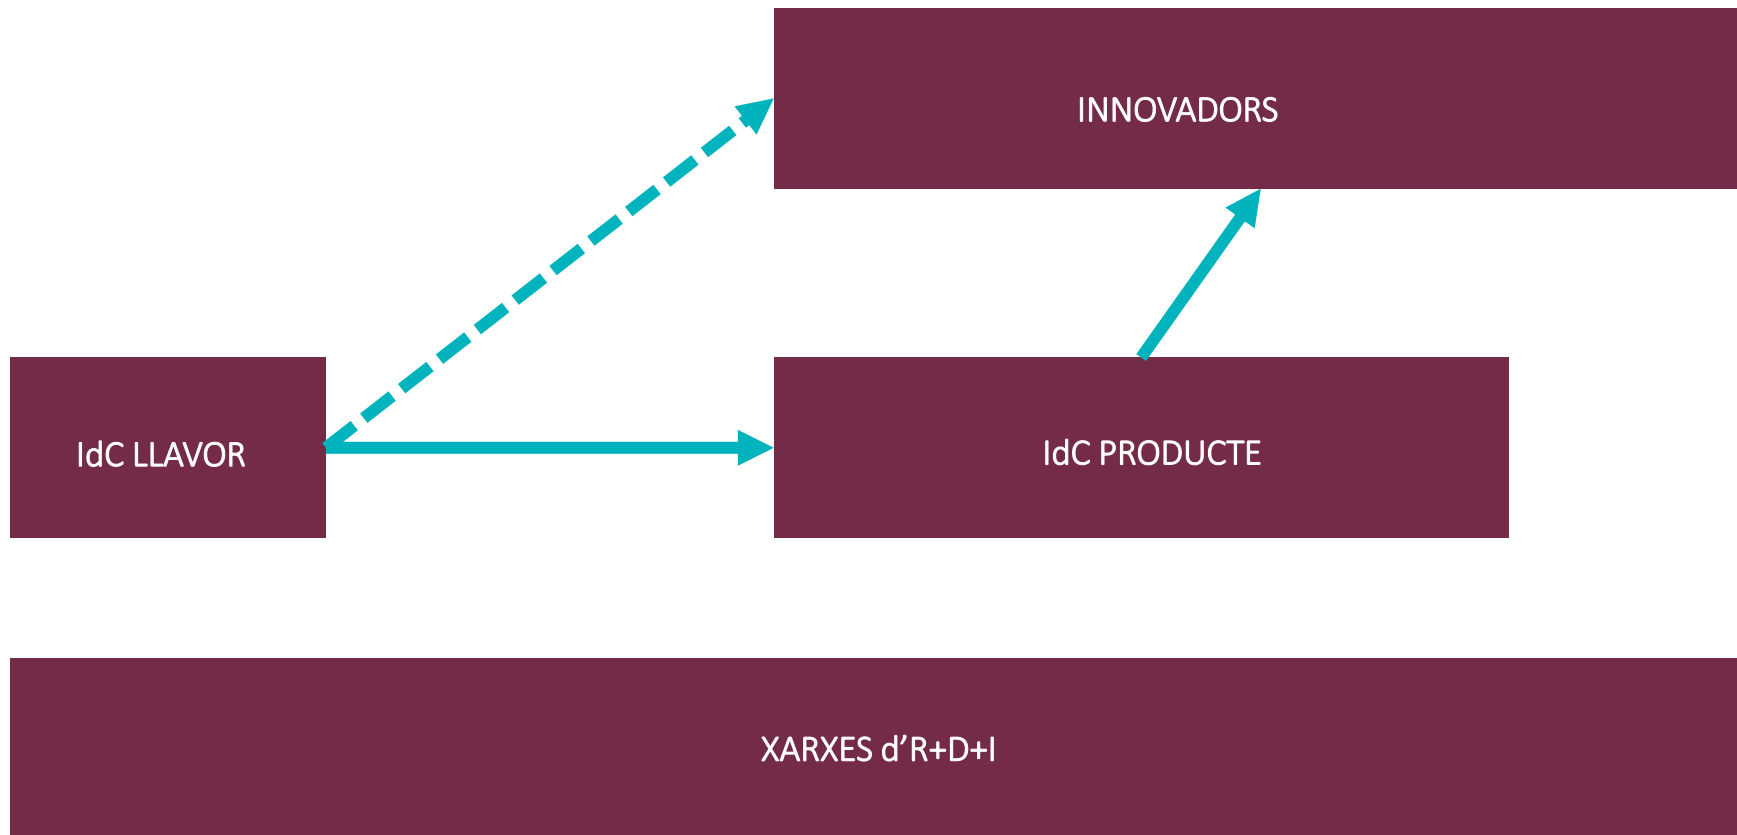 INNOVADORS
IdC LLAVOR
IdC PRODUCTE
XARXES d’R+D+I